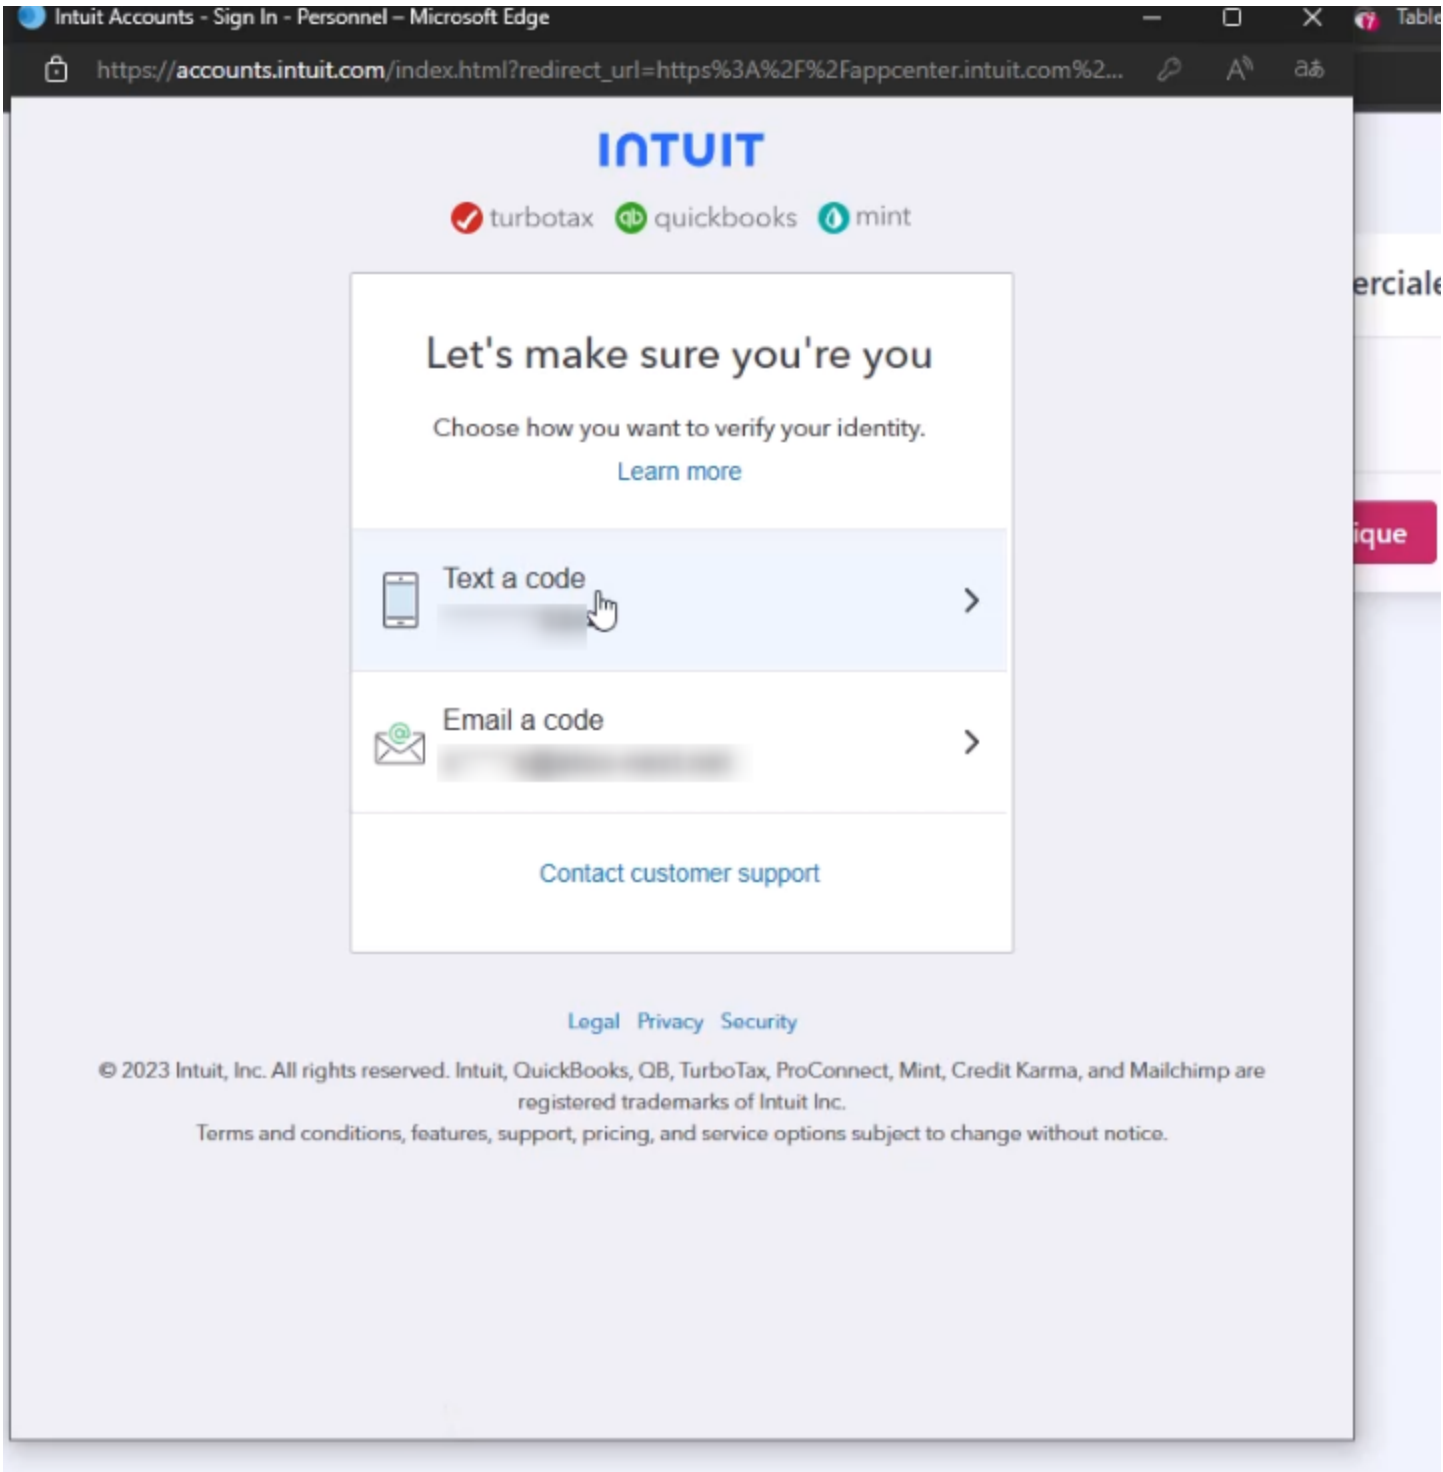 Intuit Accounts - Sign In - Personnel – Microsoft Edge
Table
https://accounts.intuit.com/index.html?redirect_url=https%3A%2F%2Fappcenter.intuit.com%2...
INTUIT
turbotax quickbooks mint
erciale
Let's make sure you're you
Choose how you want to verify your identity.
Learn more
ique
Text a code
Email a code
Contact customer support
Legal Privacy Security
© 2023 Intuit, Inc. All rights reserved. Intuit, QuickBooks, QB, TurboTax, ProConnect, Mint, Credit Karma, and Mailchimp are
registered trademarks of Intuit Inc.
Terms and conditions, features, support, pricing, and service options subject to change without notice.